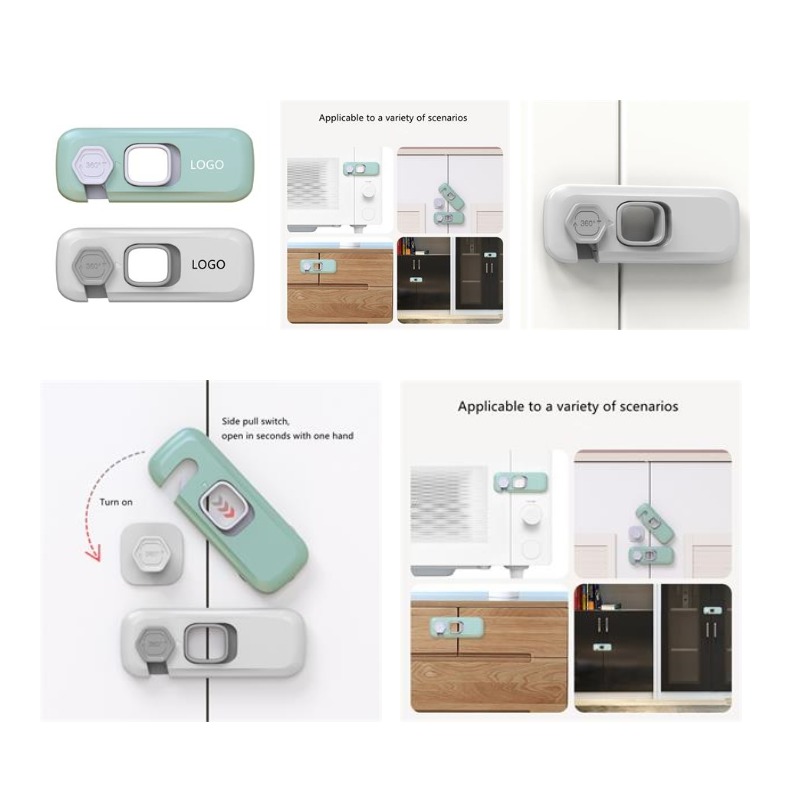 LOGO
360°
LOGO
360°
Applicable to a variety of scenarios
360°
Side pull switch,
open in seconds with one hand
Turn on
360°
360°
Applicable to a variety of scenarios